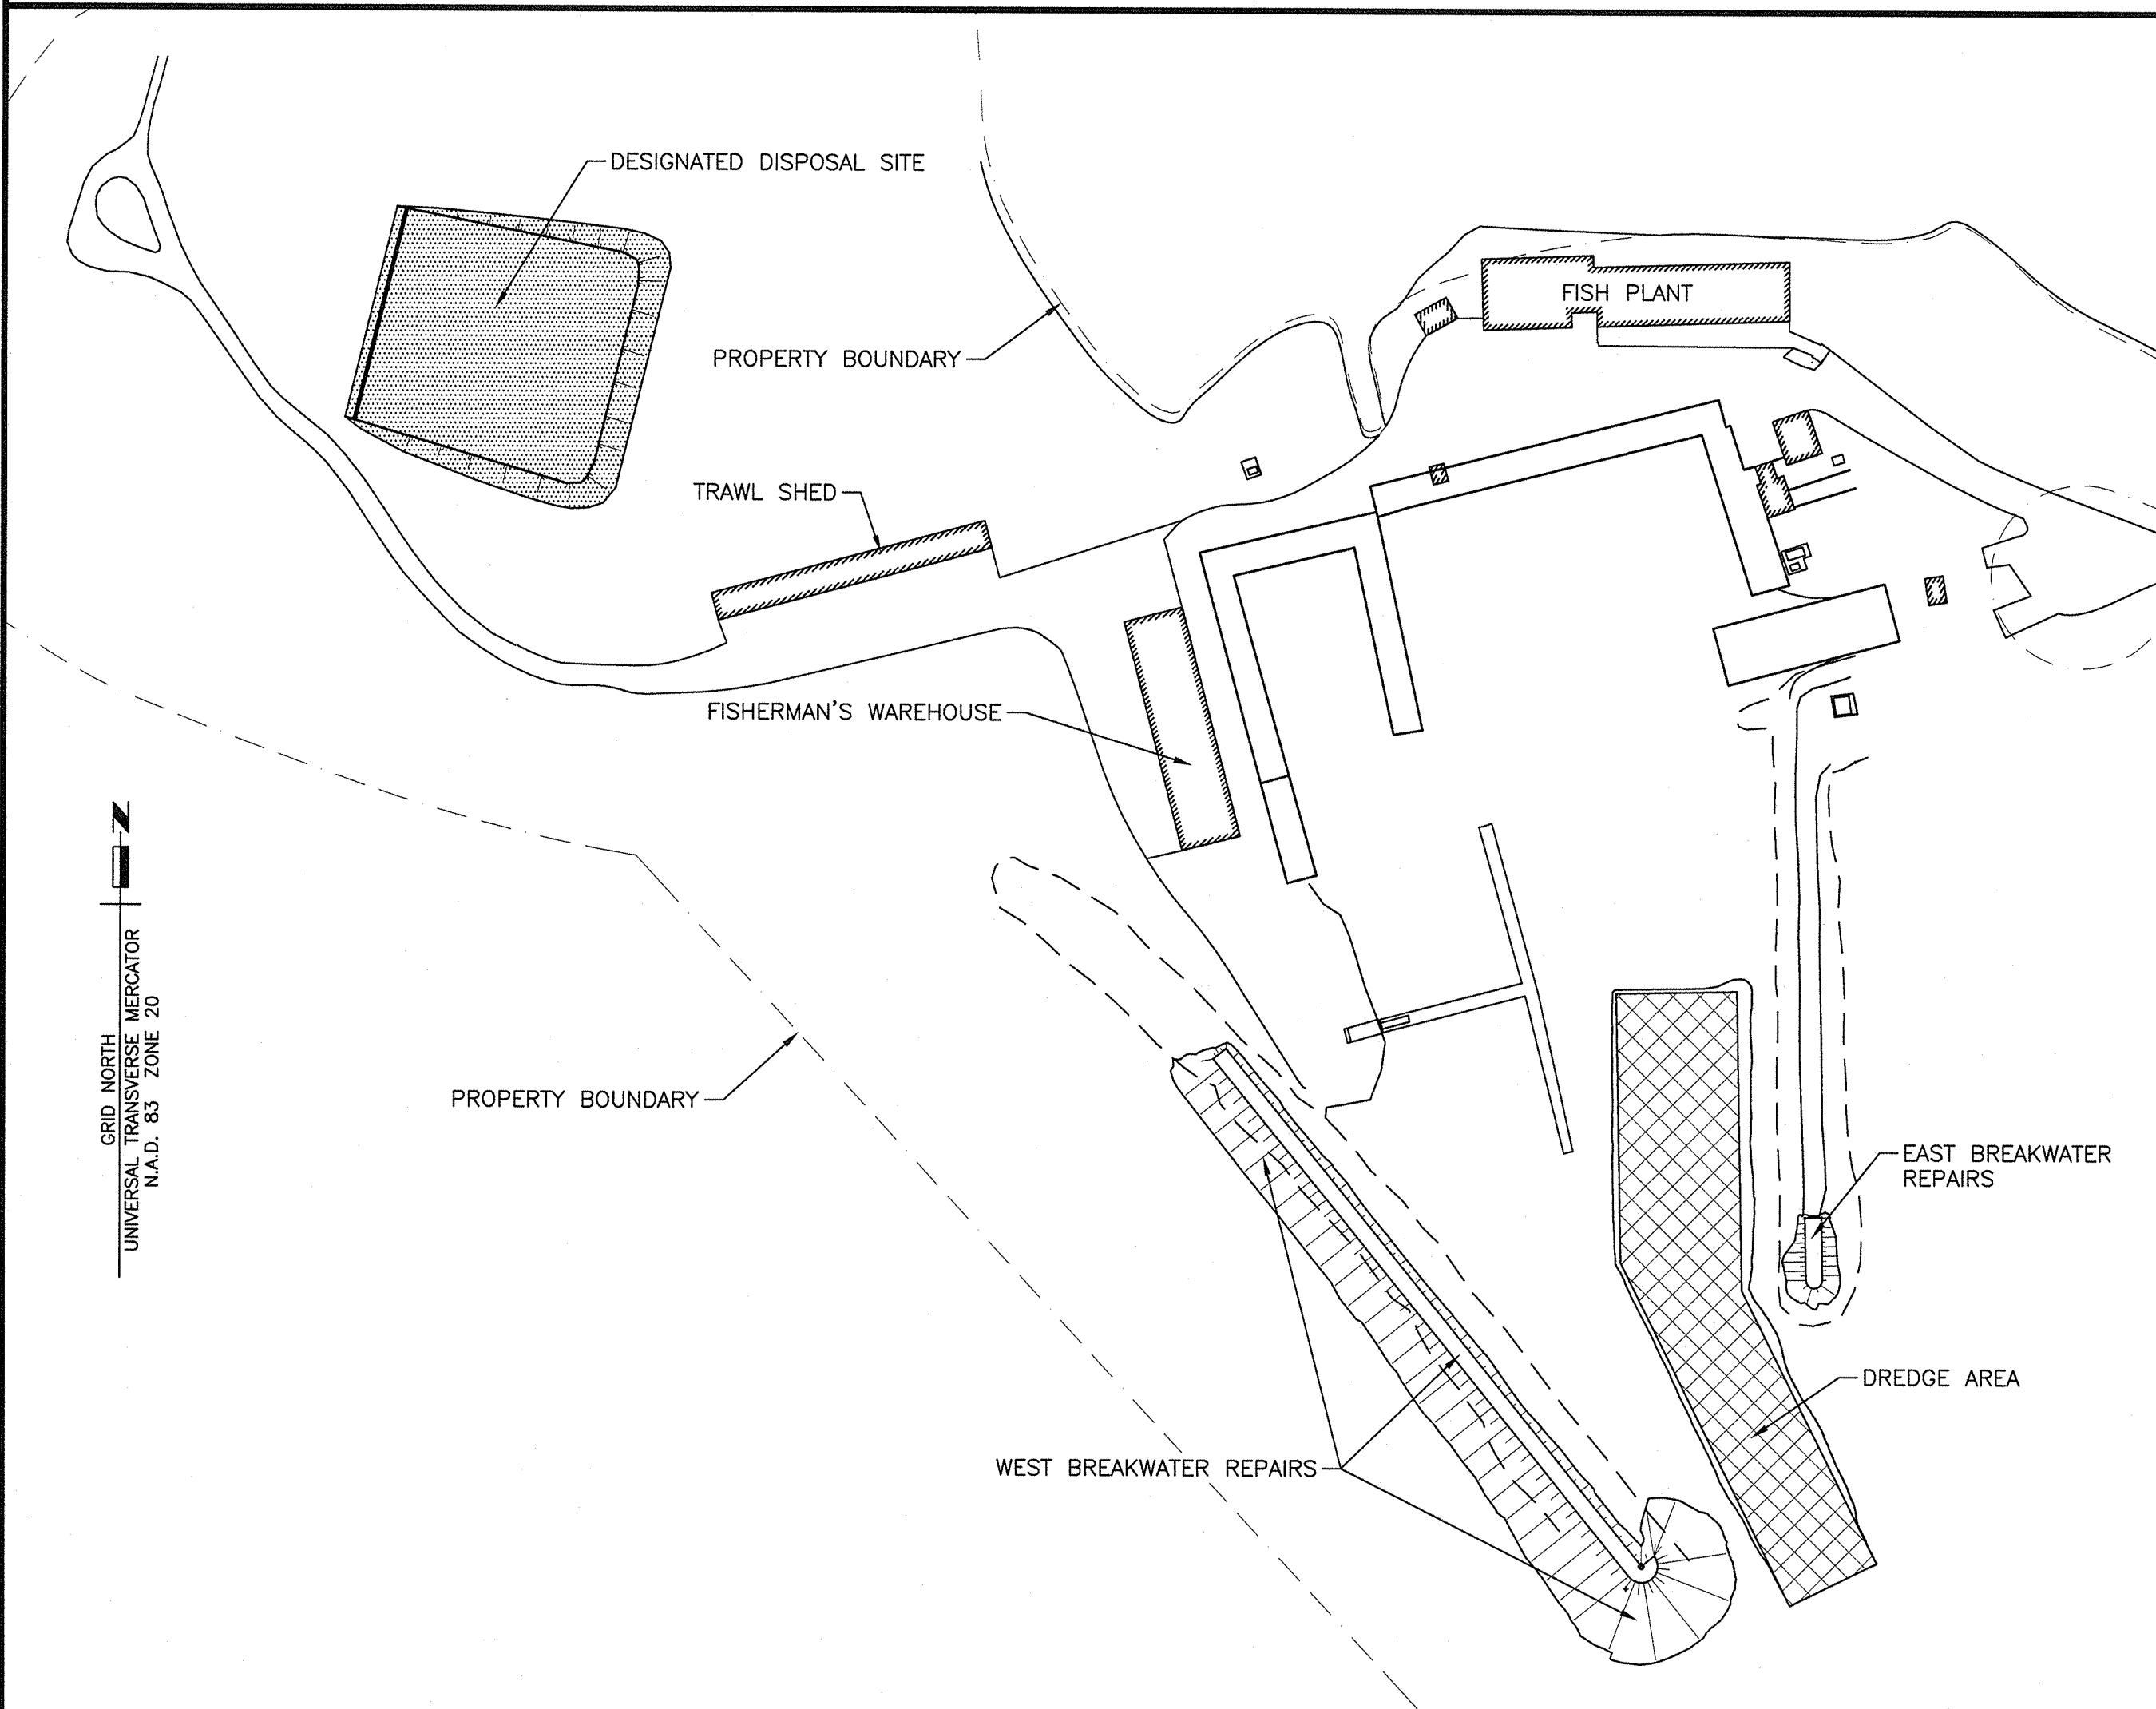 DESIGNATED DISPOSAL SITE
FISH PLANT
PROPERTY BOUNDARY
TRAWL SHED
FISHERMAN'S WAREHOUSE
N
GRID NORTH
UNIVERSAL TRANSVERSE MERCATOR
N.A.D. 83 ZONE 20
PROPERTY BOUNDARY
EAST BREAKWATER
REPAIRS
DREDGE AREA
WEST BREAKWATER REPAIRS